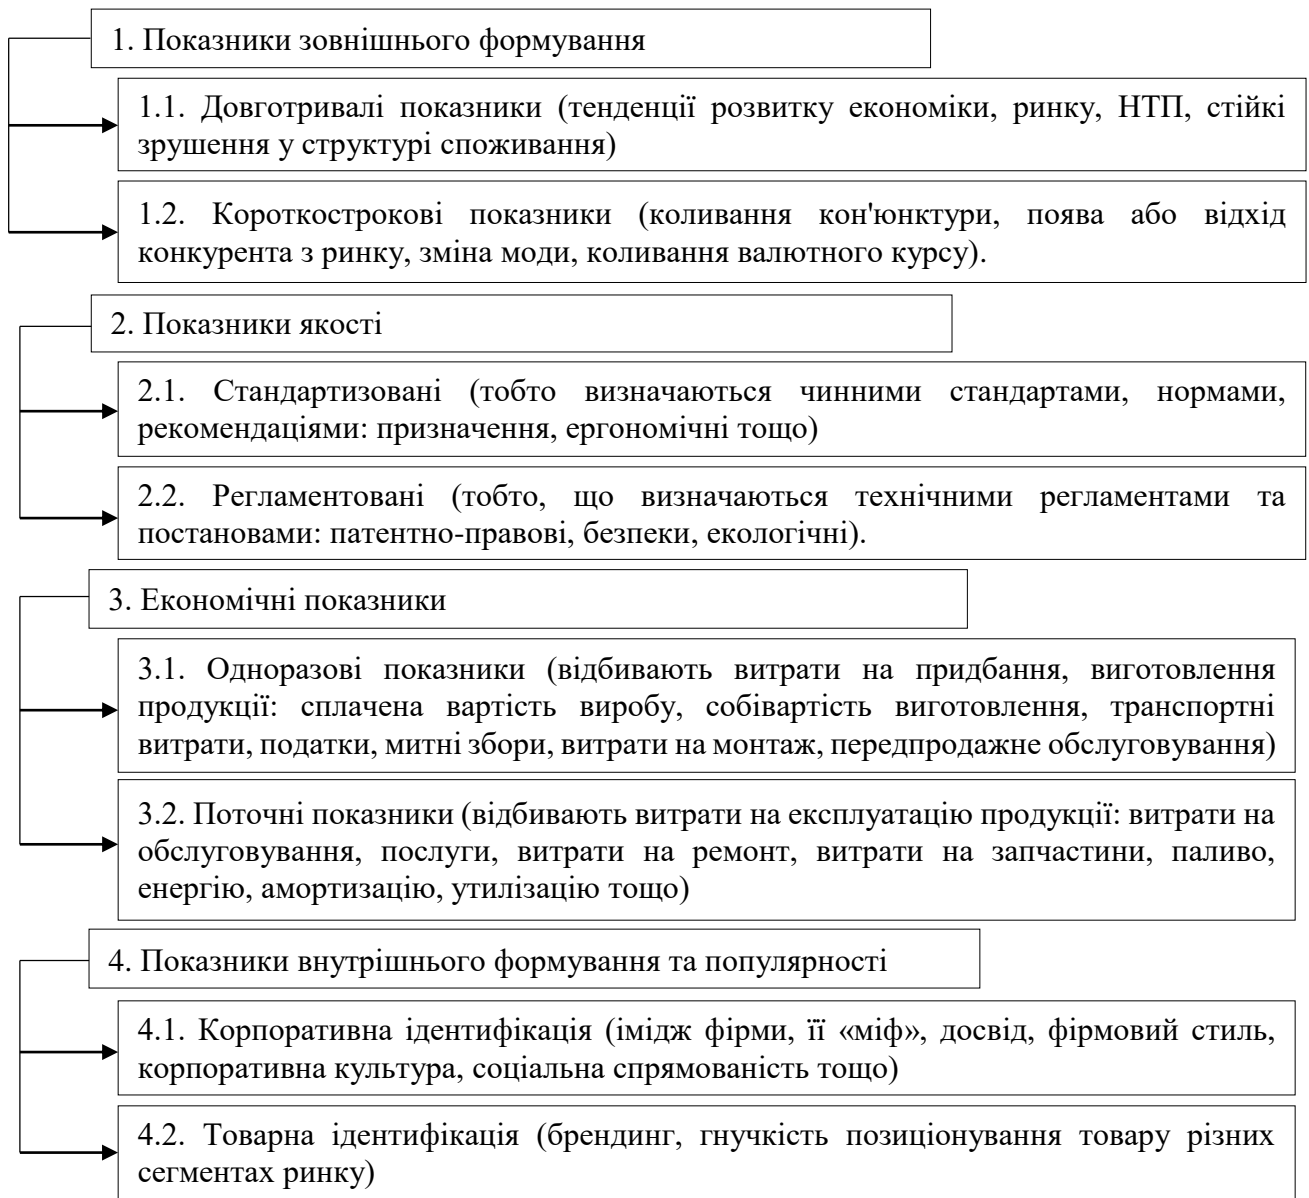 1. Показники зовнішнього формування
1.1. Довготривалі показники (тенденції розвитку економіки, ринку, НТП, стійкі
зрушення у структурі споживання)
1.2. Короткострокові показники (коливання кон'юнктури, поява або відхід
конкурента з ринку, зміна моди, коливання валютного курсу).
2. Показники якості
2.1. Стандартизовані (тобто визначаються чинними стандартами, нормами,
рекомендаціями: призначення, ергономічні тощо)
2.2. Регламентовані (тобто, що визначаються технічними регламентами та
постановами: патентно-правові, безпеки, екологічні).
3. Економічні показники
3.1. Одноразові показники (відбивають витрати на придбання, виготовлення
продукції: сплачена вартість виробу, собівартість виготовлення, транспортні
витрати, податки, митні збори, витрати на монтаж, передпродажне обслуговування)
3.2. Поточні показники (відбивають витрати на експлуатацію продукції: витрати на
обслуговування, послуги, витрати на ремонт, витрати на запчастини, паливо,
енергію, амортизацію, утилізацію тощо)
4. Показники внутрішнього формування та популярності
4.1. Корпоративна ідентифікація (імідж фірми, її «міф», досвід, фірмовий стиль,
корпоративна культура, соціальна спрямованість тощо)
4.2. Товарна ідентифікація (брендинг, гнучкість позиціонування товару різних
сегментах ринку)